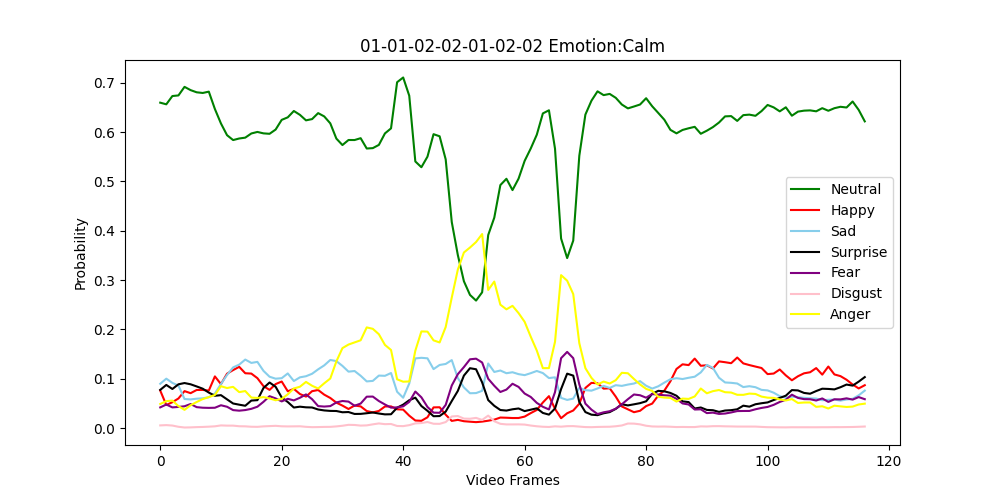 01-01-02-02-01-02-02 Emotion:Calm
0.7
0.6
0.5
0.4
0.3
0.2
0.1
0.0
Probability
Neutral
Happy
Sad
Surprise
Fear
Disgust
Anger
0 20 40 60 80 100 120
Video Frames